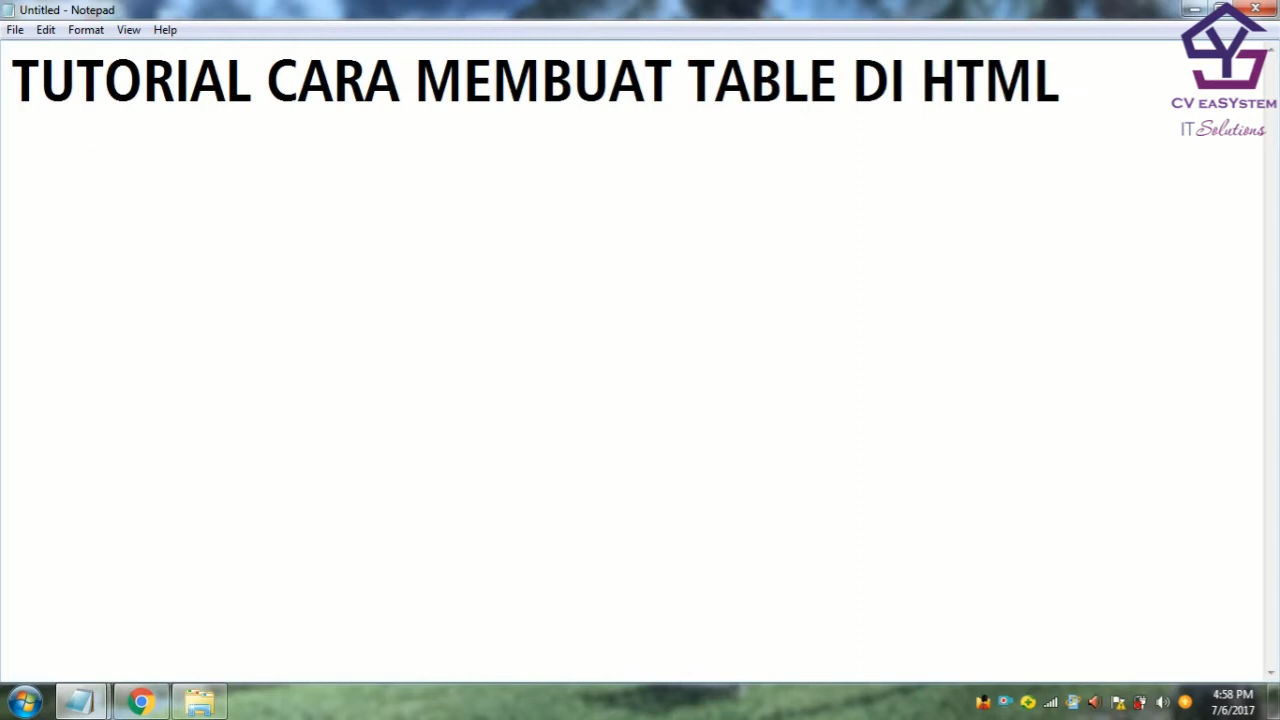 Untitled - Notepad
File Edit Format View Help
TUTORIAL CARA MEMBUAT TABLE DI HTML
CV EASYSTEM
IT Solutions
4:58 PM
7/6/2017